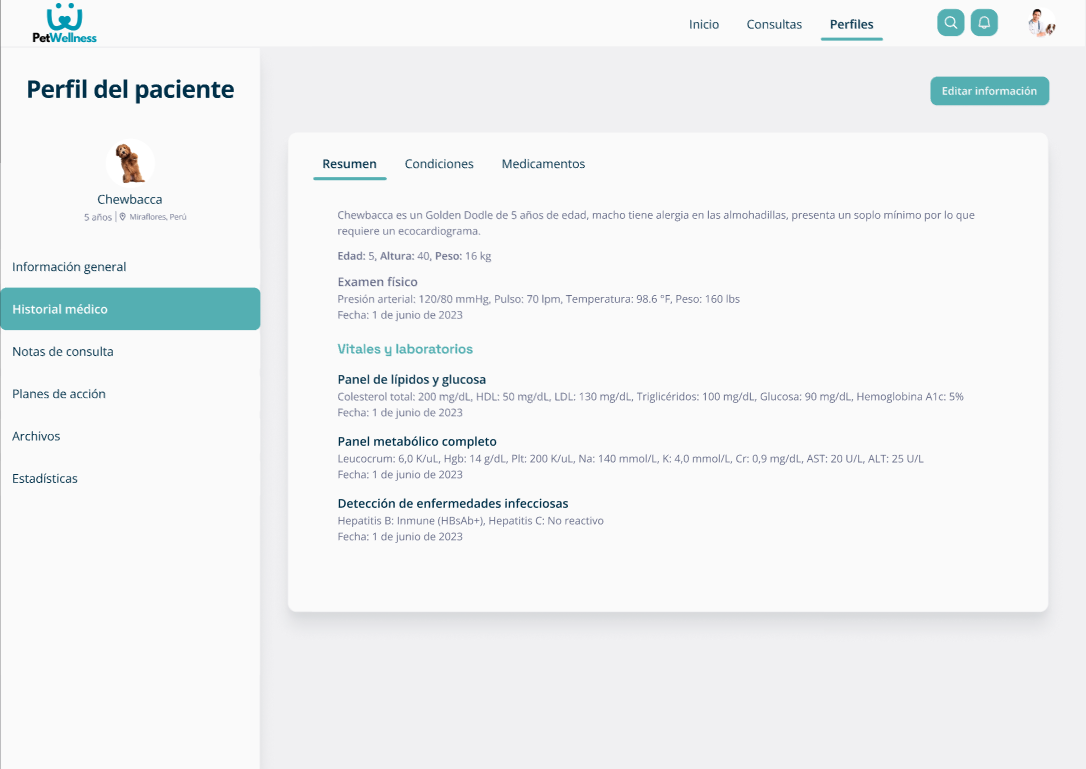 PetWellness
Inicio
Consultas
Perfiles
Perfil del paciente
Chewbacca
5 años | Miraflores, Perú
Información general
Historial médico
Notas de consulta
Planes de acción
Archivos
Estadísticas
Editar información
Resumen
Condiciones
Medicamentos
Chewbacca es un Golden Dodle de 5 años de edad, macho tiene alergia en las almohadillas, presenta un soplo mínimo por lo que
requiere un ecocardiograma.
Edad: 5, Altura: 40, Peso: 16 kg
Examen físico
Presión arterial: 120/80 mmHg, Pulso: 70 lpm, Temperatura: 98.6 °F, Peso: 160 lbs
Fecha: 1 de junio de 2023
Vitales y laboratorios
Panel de lípidos y glucosa
Colesterol total: 200 mg/dL, HDL: 50 mg/dL, LDL: 130 mg/dL, Triglicéridos: 100 mg/dL, Glucosa: 90 mg/dL, Hemoglobina A1c: 5%
Fecha: 1 de junio de 2023
Panel metabólico completo
Leucocrum: 6,0 K/uL, Hgb: 14 g/dL, Plt: 200 K/uL, Na: 140 mmol/L, K: 4,0 mmol/L, Cr: 0,9 mg/dL, AST: 20 U/L, ALT: 25 U/L
Fecha: 1 de junio de 2023
Detección de enfermedades infecciosas
Hepatitis B: Inmune (HBsAb+), Hepatitis C: No reactivo
Fecha: 1 de junio de 2023